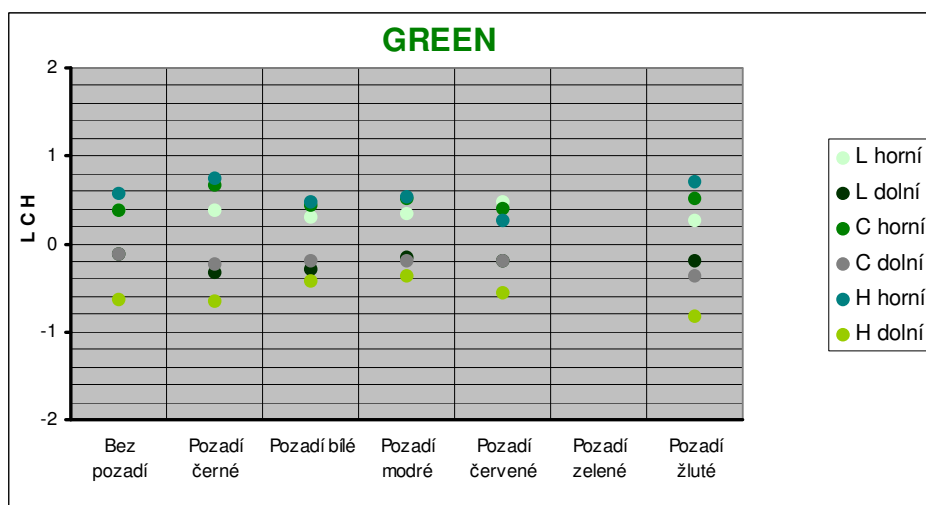 GREEN
2
1
0
-1
-2
L C H
Bez
pozadí
Pozadí
černé
Pozadí bílé
Pozadí
modré
Pozadí
červené
Pozadí
zelené
Pozadí
žluté
L horní
L dolní
C horní
C dolní
H horní
H dolní